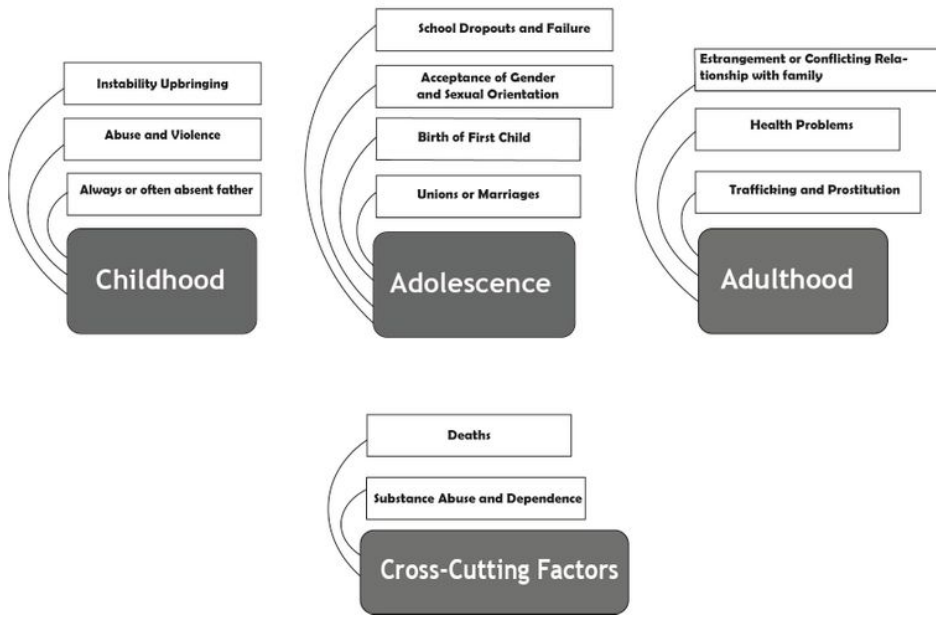 Instability Upbringing
Abuse and Violence
Always or often absent father
Childhood
School Dropouts and Failure
Acceptance of Gender
and Sexual Orientation
Birth of First Child
Unions or Marriages
Adolescence
Estrangement or Conflicting Rela-
tionship with family
Health Problems
Trafficking and Prostitution
Adulthood
Deaths
Substance Abuse and Dependence
Cross-Cutting Factors